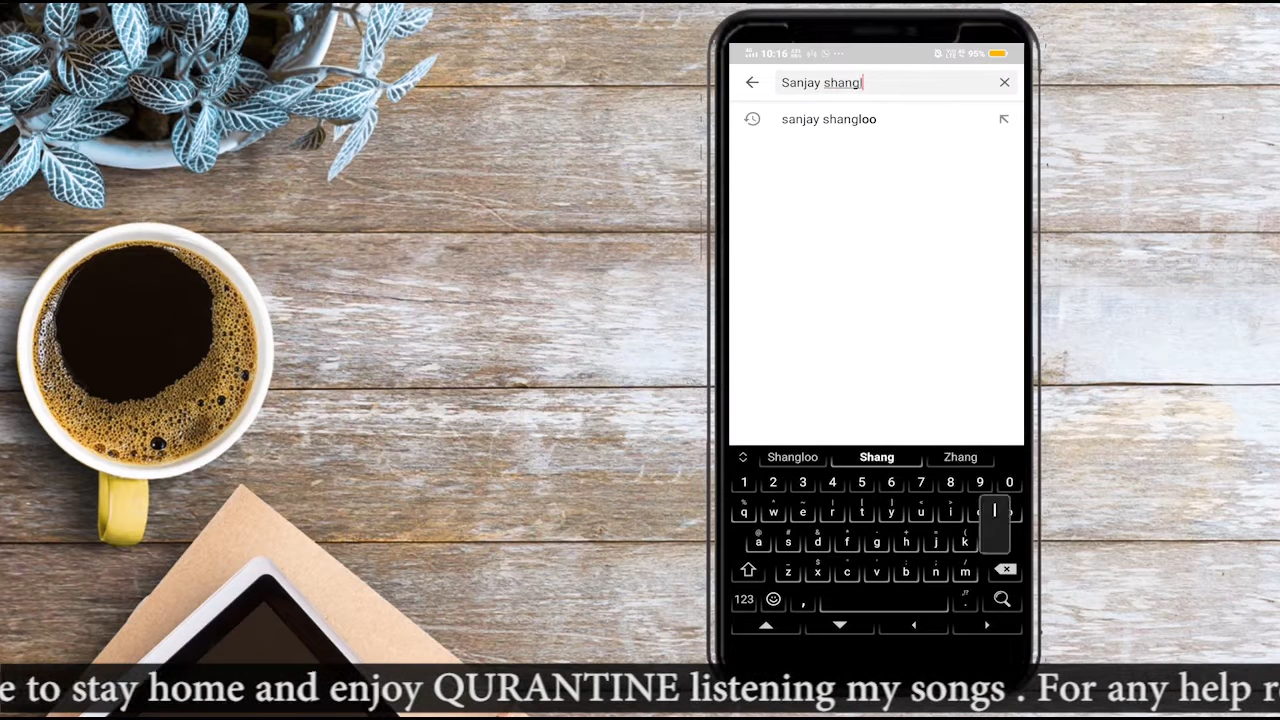 10:16 95%
Sanjay shangl
sanjay shangloo
Shangloo Shang Zhang
1 2 3 4 5 6 7 8 9 0
q w e r t y u i l
a s d f g h j k
z x c v b n m
123 , .
e to stay home and enjoy QURANTINE listening my songs . For any help r